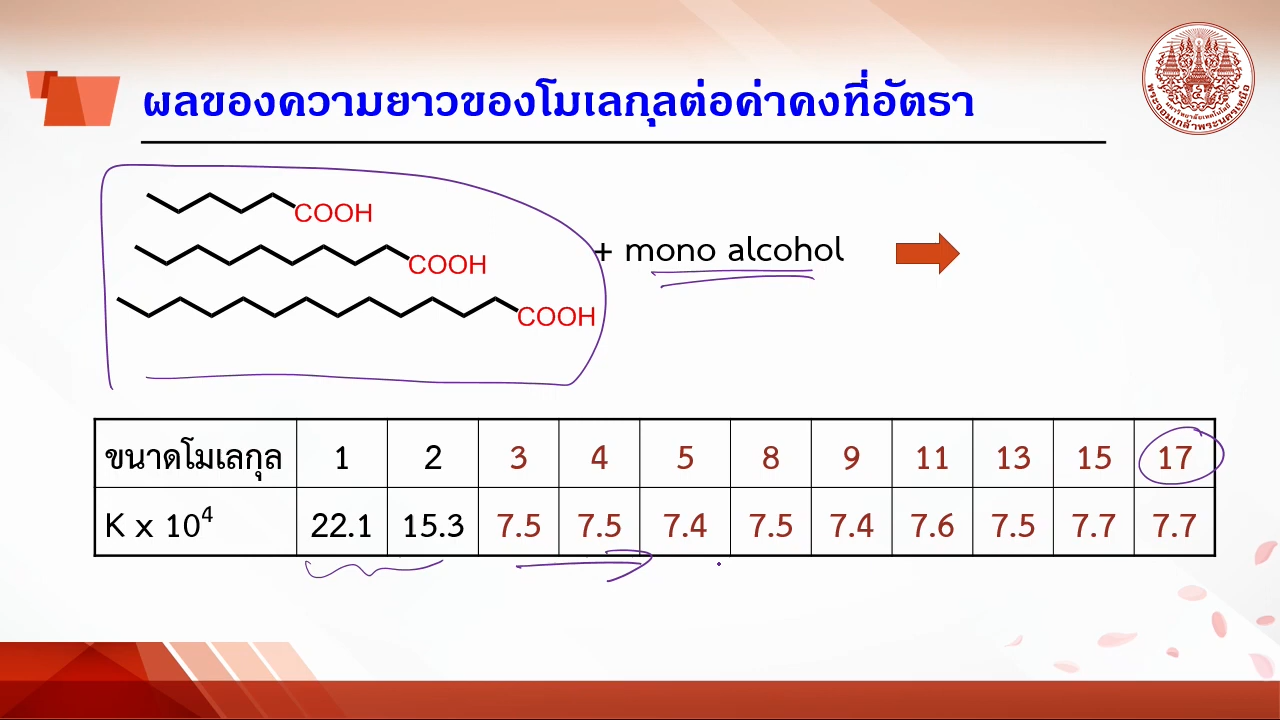 ผลของความยาวของโมเลกุลต่อค่าคงที่อัตรา
COOH
COOH
COOH
+ mono alcohol
ขนาดโมเลกุล 1 2 3 4 5 8 9 11 13 15 17
K x 10⁴ 22.1 15.3 7.5 7.5 7.4 7.5 7.4 7.6 7.5 7.7 7.7